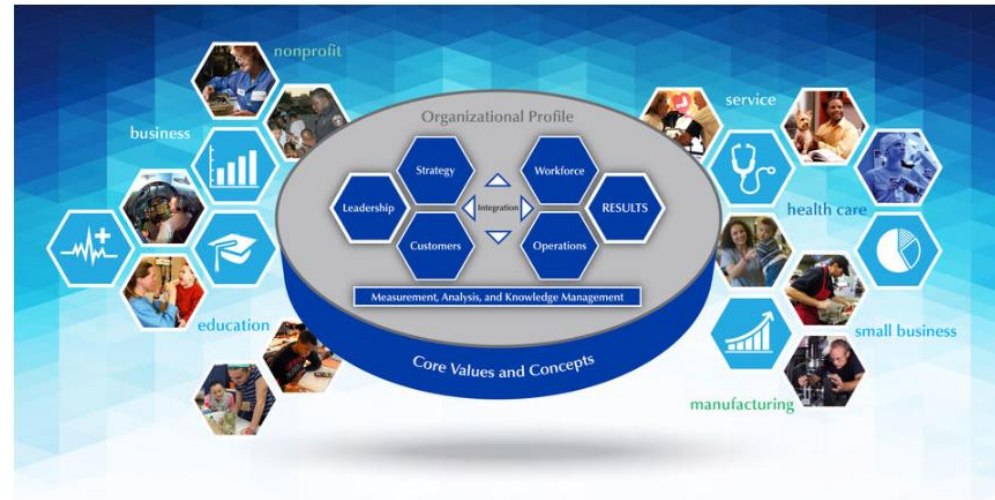 nonprofit
business
education
Organizational Profile
Strategy
Workforce
Leadership
Integration
RESULTS
Customers
Operations
Measurement, Analysis, and Knowledge Management
Core Values and Concepts
service
health care
small business
manufacturing